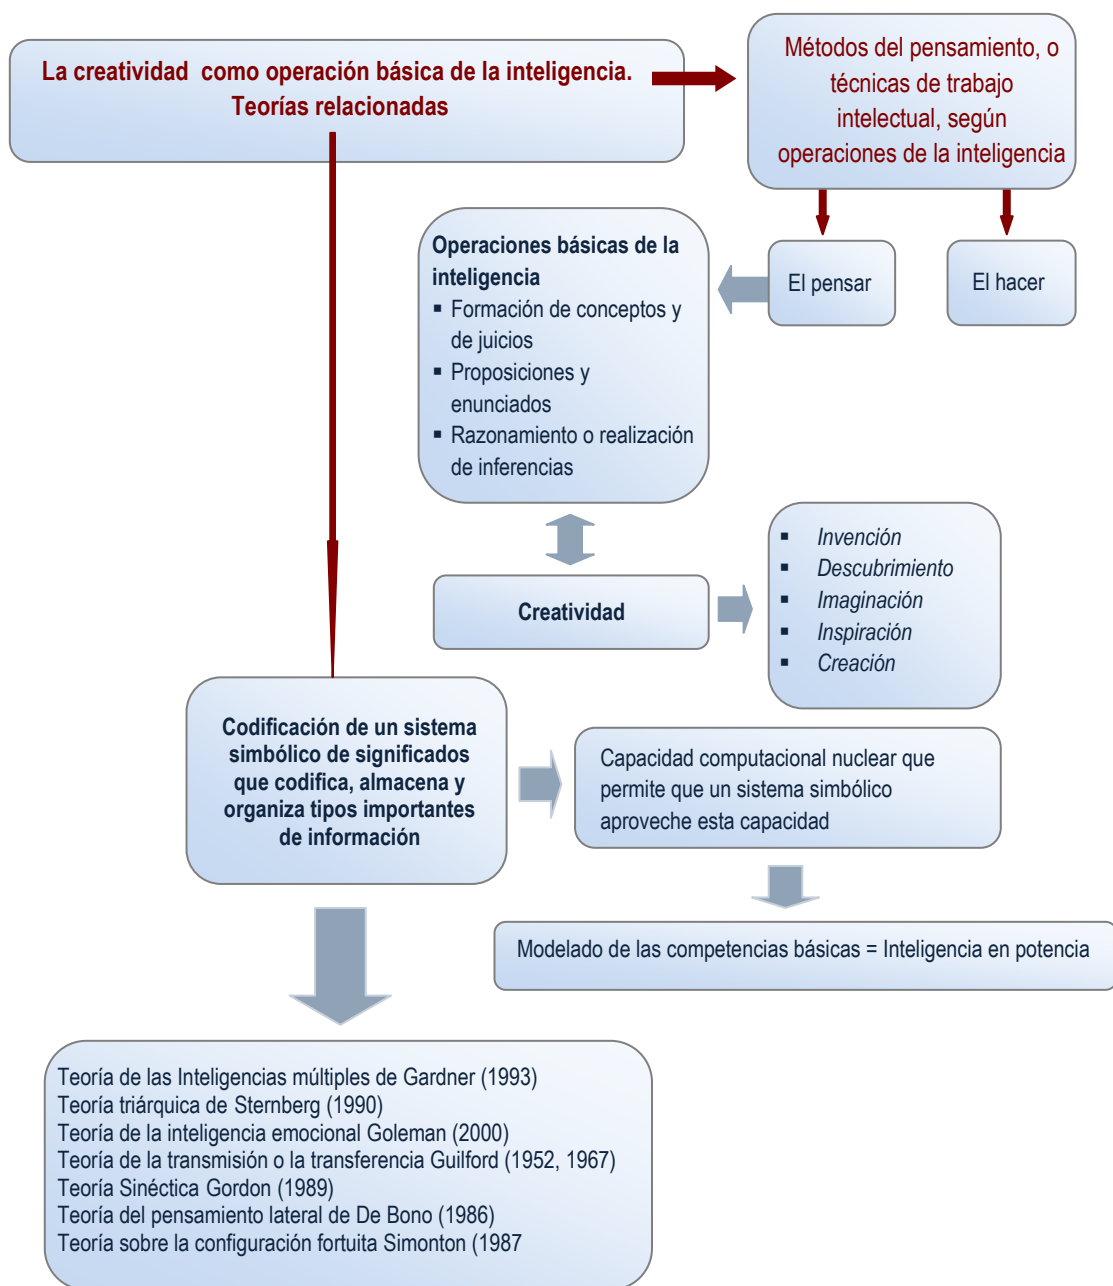 La creatividad como operación básica de la inteligencia.
Teorías relacionadas
Métodos del pensamiento, o
técnicas de trabajo
intelectual, según
operaciones de la inteligencia
Operaciones básicas de la
inteligencia
▪ Formación de conceptos y
de juicios
▪ Proposiciones y
enunciados
▪ Razonamiento o realización
de inferencias
El pensar
El hacer
Creatividad
▪ Invención
▪ Descubrimiento
▪ Imaginación
▪ Inspiración
▪ Creación
Codificación de un sistema
simbólico de significados
que codifica, almacena y
organiza tipos importantes
de información
Capacidad computacional nuclear que
permite que un sistema simbólico
aproveche esta capacidad
Modelado de las competencias básicas = Inteligencia en potencia
Teoría de las Inteligencias múltiples de Gardner (1993)
Teoría triárquica de Sternberg (1990)
Teoría de la inteligencia emocional Goleman (2000)
Teoría de la transmisión o la transferencia Guilford (1952, 1967)
Teoría Sinéctica Gordon (1989)
Teoría del pensamiento lateral de De Bono (1986)
Teoría sobre la configuración fortuita Simonton (1987